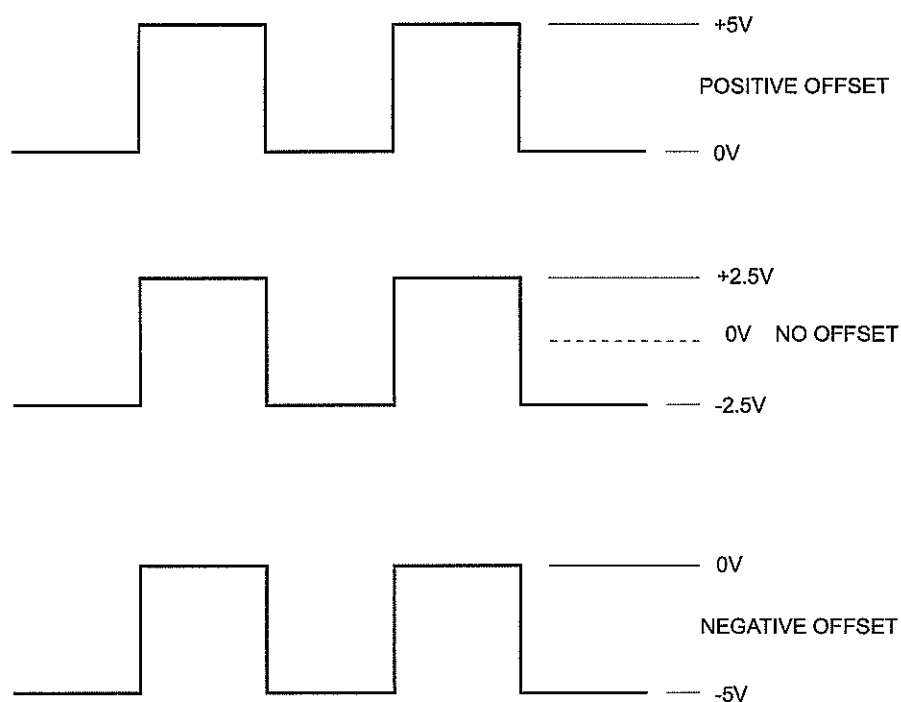 +5V
POSITIVE OFFSET
0V
+2.5V
0V NO OFFSET
-2.5V
0V
NEGATIVE OFFSET
-5V